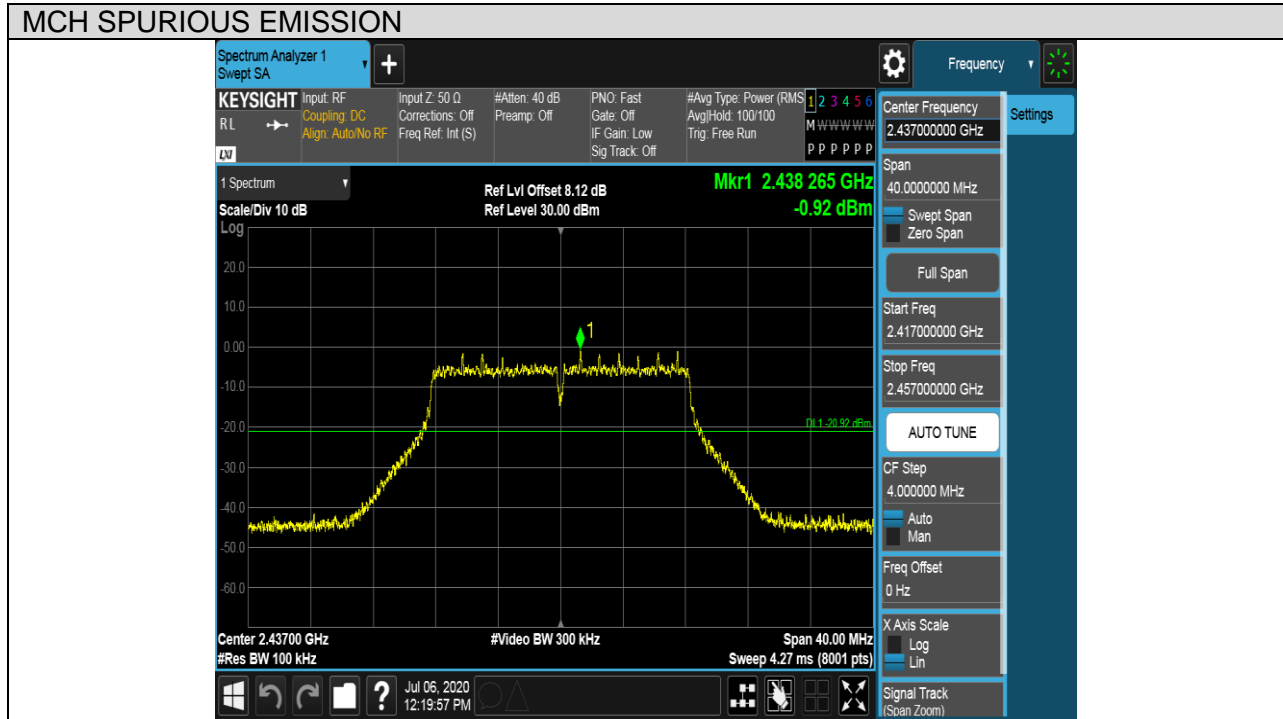 MCH SPURIOUS EMISSION
Spectrum Analyzer 1
Swept SA
+
Frequency
KEYSIGHT
RL
LXI
Input: RF
Coupling: DC
Align: Auto/No RF
Input Z: 50 Ω
Corrections: Off
Freq Ref: Int (S)
#Atten: 40 dB
Preamp: Off
PNO: Fast
Gate: Off
IF Gain: Low
Sig Track: Off
#Avg Type: Power (RMS
Avg|Hold: 100/100
Trig: Free Run
1 2 3 4 5 6
M W W W W W
P P P P P P
1 Spectrum
Scale/Div 10 dB
Ref Lvl Offset 8.12 dB
Ref Level 30.00 dBm
Mkr1 2.438 265 GHz
-0.92 dBm
Log
20.0
10.0
0.00
-10.0
-20.0
-30.0
-40.0
-50.0
-60.0
1
DL1 -20.92 dBm
Center 2.43700 GHz
#Res BW 100 kHz
#Video BW 300 kHz
Span 40.00 MHz
Sweep 4.27 ms (8001 pts)
?
Jul 06, 2020
12:19:57 PM
Center Frequency
2.437000000 GHz
Span
40.0000000 MHz
Swept Span
Zero Span
Full Span
Start Freq
2.417000000 GHz
Stop Freq
2.457000000 GHz
AUTO TUNE
CF Step
4.000000 MHz
Auto
Man
Freq Offset
0 Hz
X Axis Scale
Log
Lin
Signal Track
(Span Zoom)
Settings